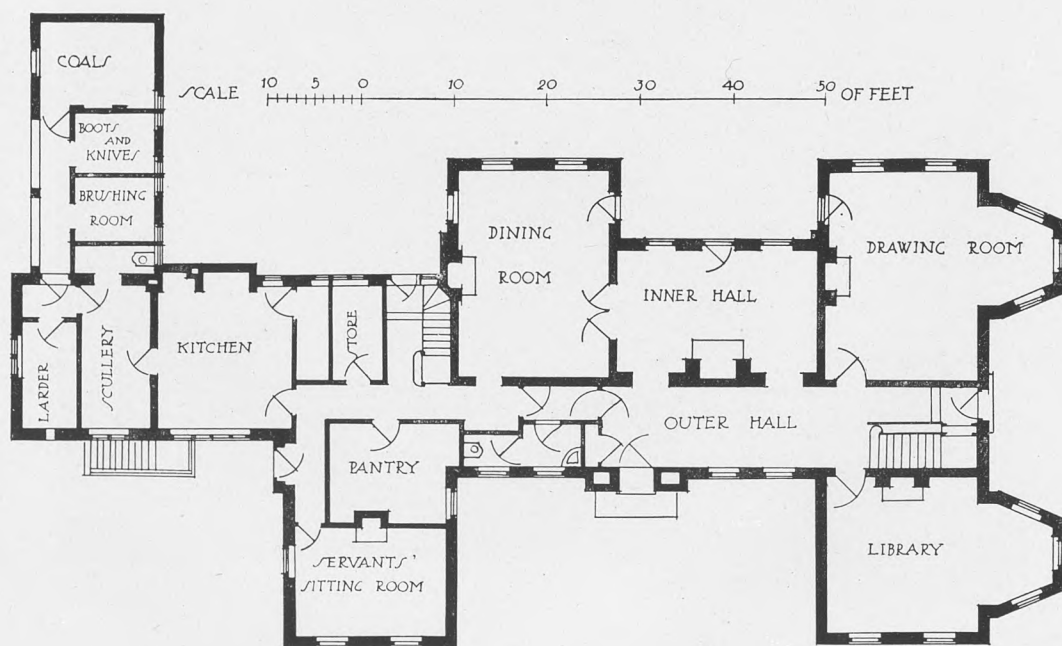 COALS
SCALE 10 5 0 10 20 30 40 50 OF FEET
BOOTS
AND
KNIVES
BRUSHING
ROOM
DINING
ROOM
DRAWING ROOM
INNER HALL
KITCHEN
STORE
SCULLERY
LARDER
OUTER HALL
PANTRY
LIBRARY
SERVANTS'
SITTING ROOM